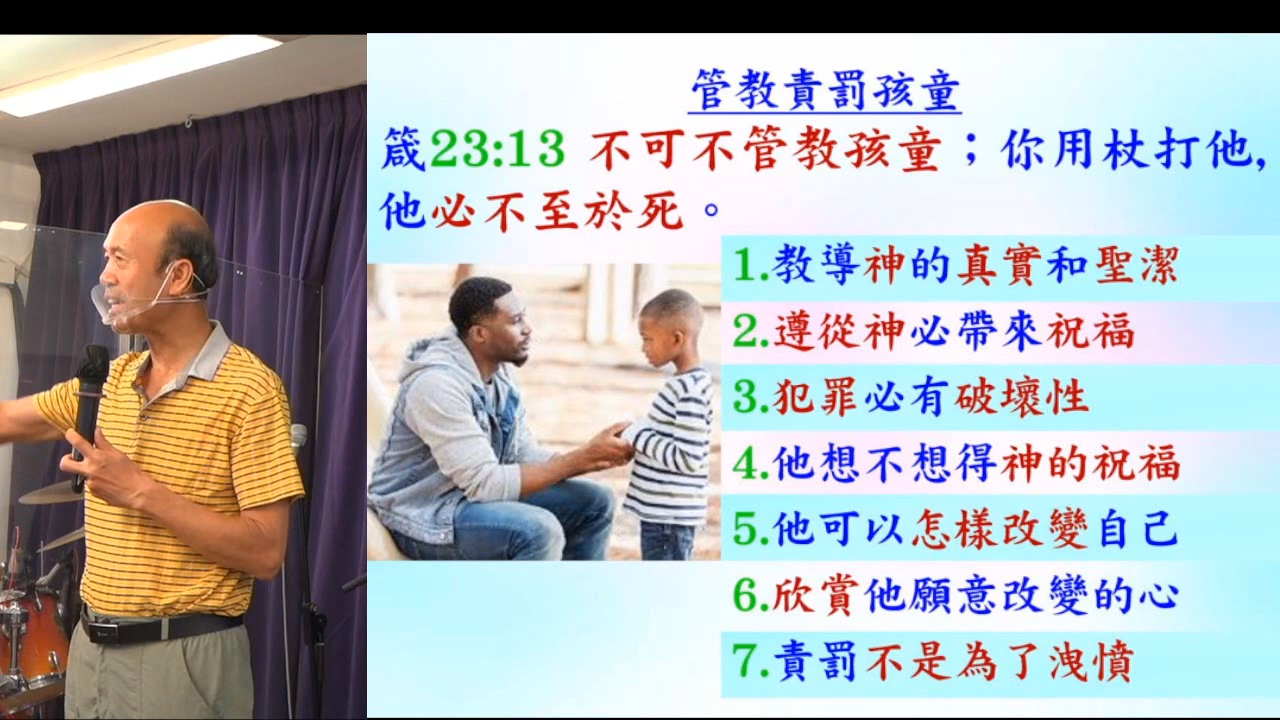 管教責罰孩童
箴23:13 不可不管教孩童；你用杖打他,
他必不至於死。
1.教導神的真實和聖潔
2.遵從神必帶來祝福
3.犯罪必有破壞性
4.他想不想得神的祝福
5.他可以怎樣改變自己
6.欣賞他願意改變的心
7.責罰不是為了洩憤